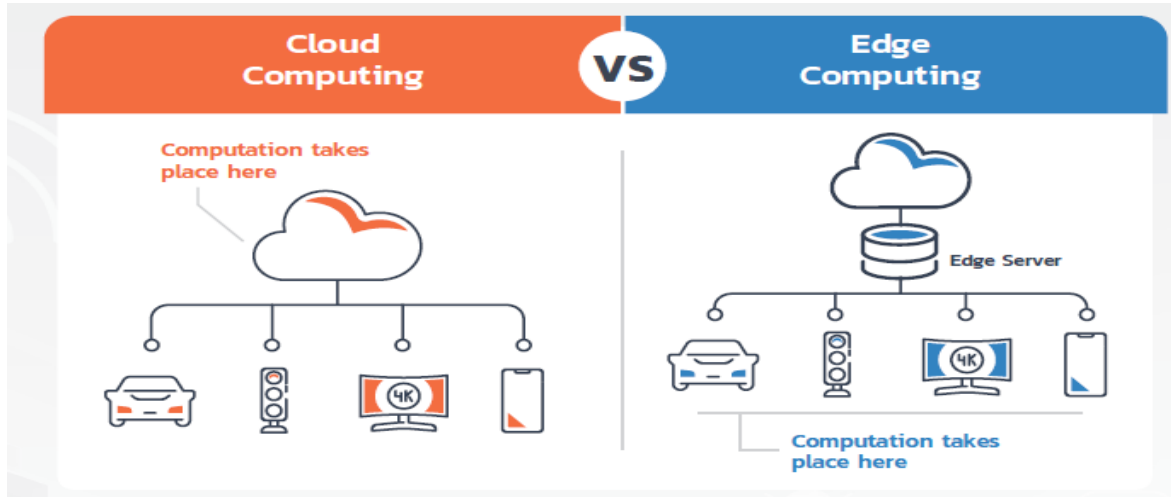 Cloud
Computing
VS
Edge
Computing
Computation takes
place here
4K
Edge Server
4K
Computation takes
place here